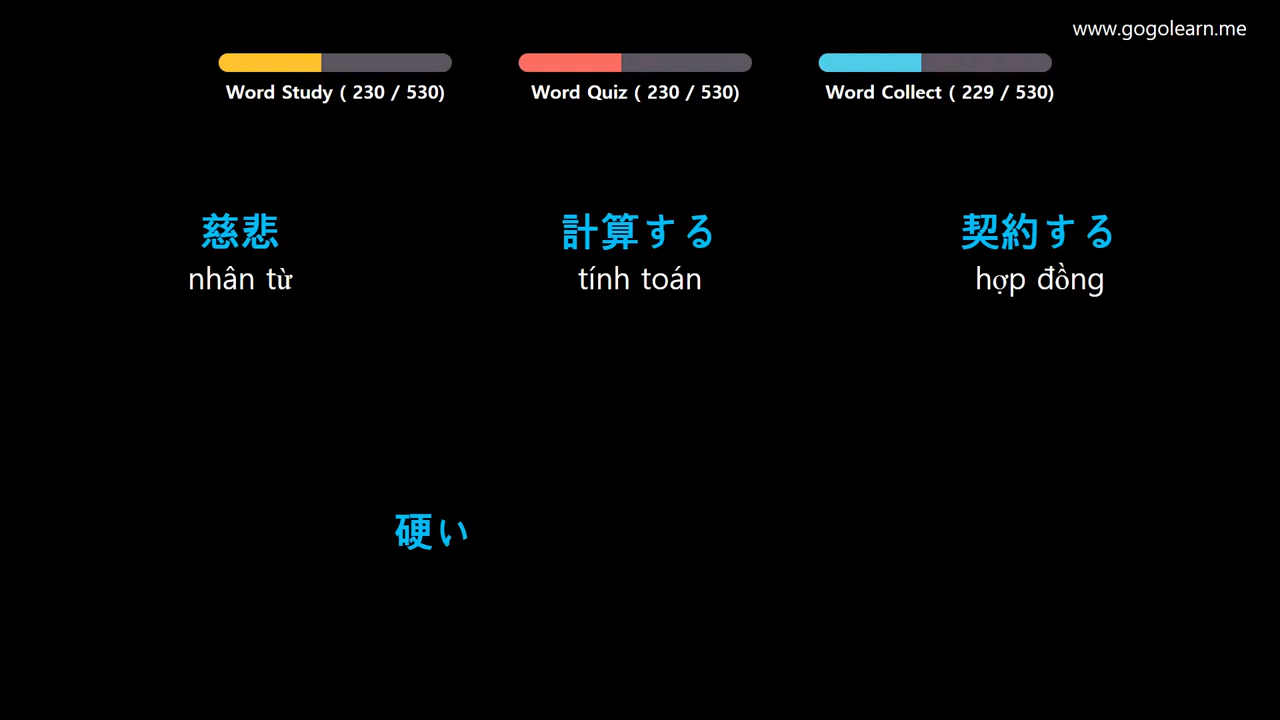 www.gogolearn.me
Word Study ( 230 / 530)
Word Quiz ( 230 / 530)
Word Collect ( 229 / 530)
慈悲
nhân từ
計算する
tính toán
契約する
hợp đồng
硬い